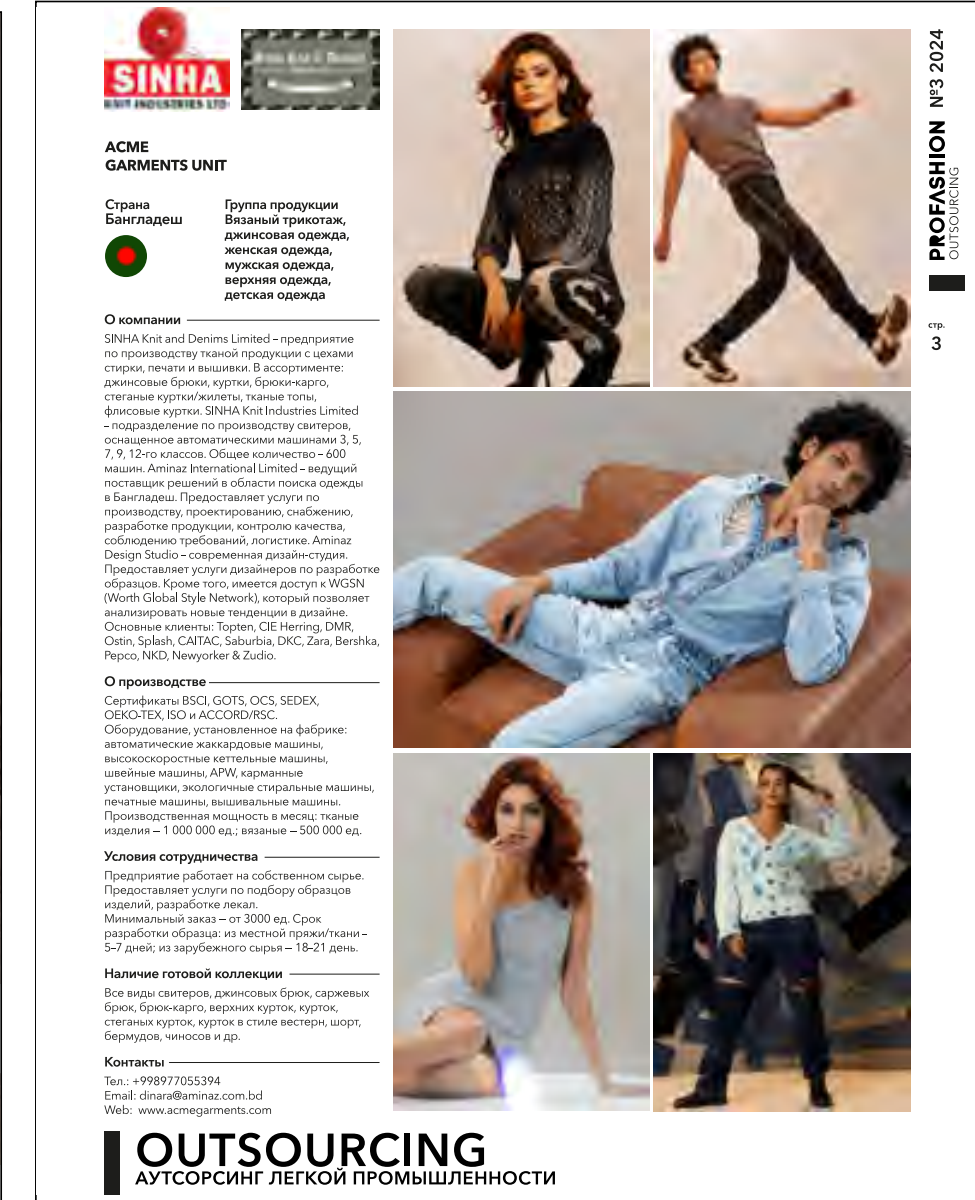 SINHA
KNIT INDUSTRIES LTD
ACME
GARMENTS UNIT
Страна
Бангладеш
Группа продукции
Вязаный трикотаж,
джинсовая одежда,
женская одежда,
мужская одежда,
верхняя одежда,
детская одежда
О компании
SINHA Knit and Denims Limited – предприятие
по производству тканой продукции с цехами
стирки, печати и вышивки. В ассортименте:
джинсовые брюки, куртки, брюки-карго,
стеганые куртки/жилеты, тканые топы,
флисовые куртки. SINHA Knit Industries Limited
– подразделение по производству свитеров,
оснащенное автоматическими машинами 3, 5,
7, 9, 12-го классов. Общее количество – 600
машин. Aminaz International Limited – ведущий
поставщик решений в области поиска одежды
в Бангладеш. Предоставляет услуги по
производству, проектированию, снабжению,
разработке продукции, контролю качества,
соблюдению требований, логистике. Aminaz
Design Studio – современная дизайн-студия.
Предоставляет услуги дизайнеров по разработке
образцов. Кроме того, имеется доступ к WGSN
(Worth Global Style Network), который позволяет
анализировать новые тенденции в дизайне.
Основные клиенты: Topten, CIE Herring, DMR,
Ostin, Splash, CAITAC, Saburbia, DKC, Zara, Bershka,
Pepco, NKD, Newyorker & Zudio.
О производстве
Сертификаты BSCI, GOTS, OCS, SEDEX,
OEKO-TEX, ISO и ACCORD/RSC.
Оборудование, установленное на фабрике:
автоматические жаккардовые машины,
высокоскоростные кеттельные машины,
швейные машины, APW, карманные
установщики, экологичные стиральные машины,
печатные машины, вышивальные машины.
Производственная мощность в месяц: тканые
изделия — 1 000 000 ед.; вязаные — 500 000 ед.
Условия сотрудничества
Предприятие работает на собственном сырье.
Предоставляет услуги по подбору образцов
изделий, разработке лекал.
Минимальный заказ — от 3000 ед. Срок
разработки образца: из местной пряжи/ткани –
5–7 дней; из зарубежного сырья — 18–21 день.
Наличие готовой коллекции
Все виды свитеров, джинсовых брюк, саржевых
брюк, брюк-карго, верхних курток, курток,
стеганых курток, курток в стиле вестерн, шорт,
бермудов, чиносов и др.
Контакты
Тел.: +998977055394
Email: dinara@aminaz.com.bd
Web: www.acmegarments.com
OUTSOURCING
АУТСОРСИНГ ЛЕГКОЙ ПРОМЫШЛЕННОСТИ
PROFASHION №3 2024
OUTSOURCING
стр.
3